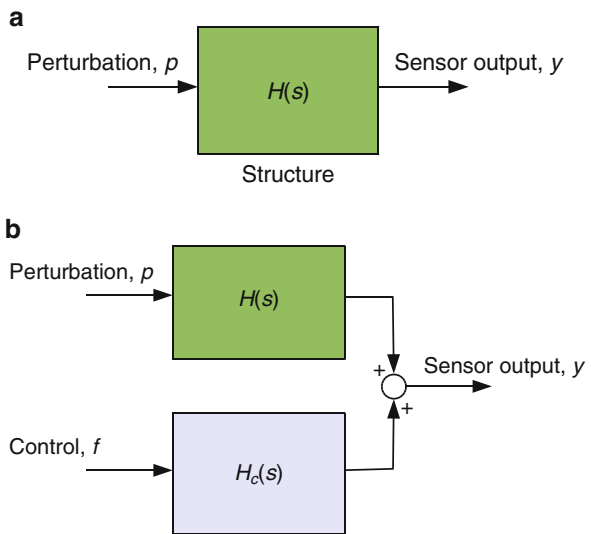 a
Perturbation, p
Sensor output, y
H(s)
Structure
b
Perturbation, p
H(s)
+
Sensor output, y
+
Control, f
Hc(s)